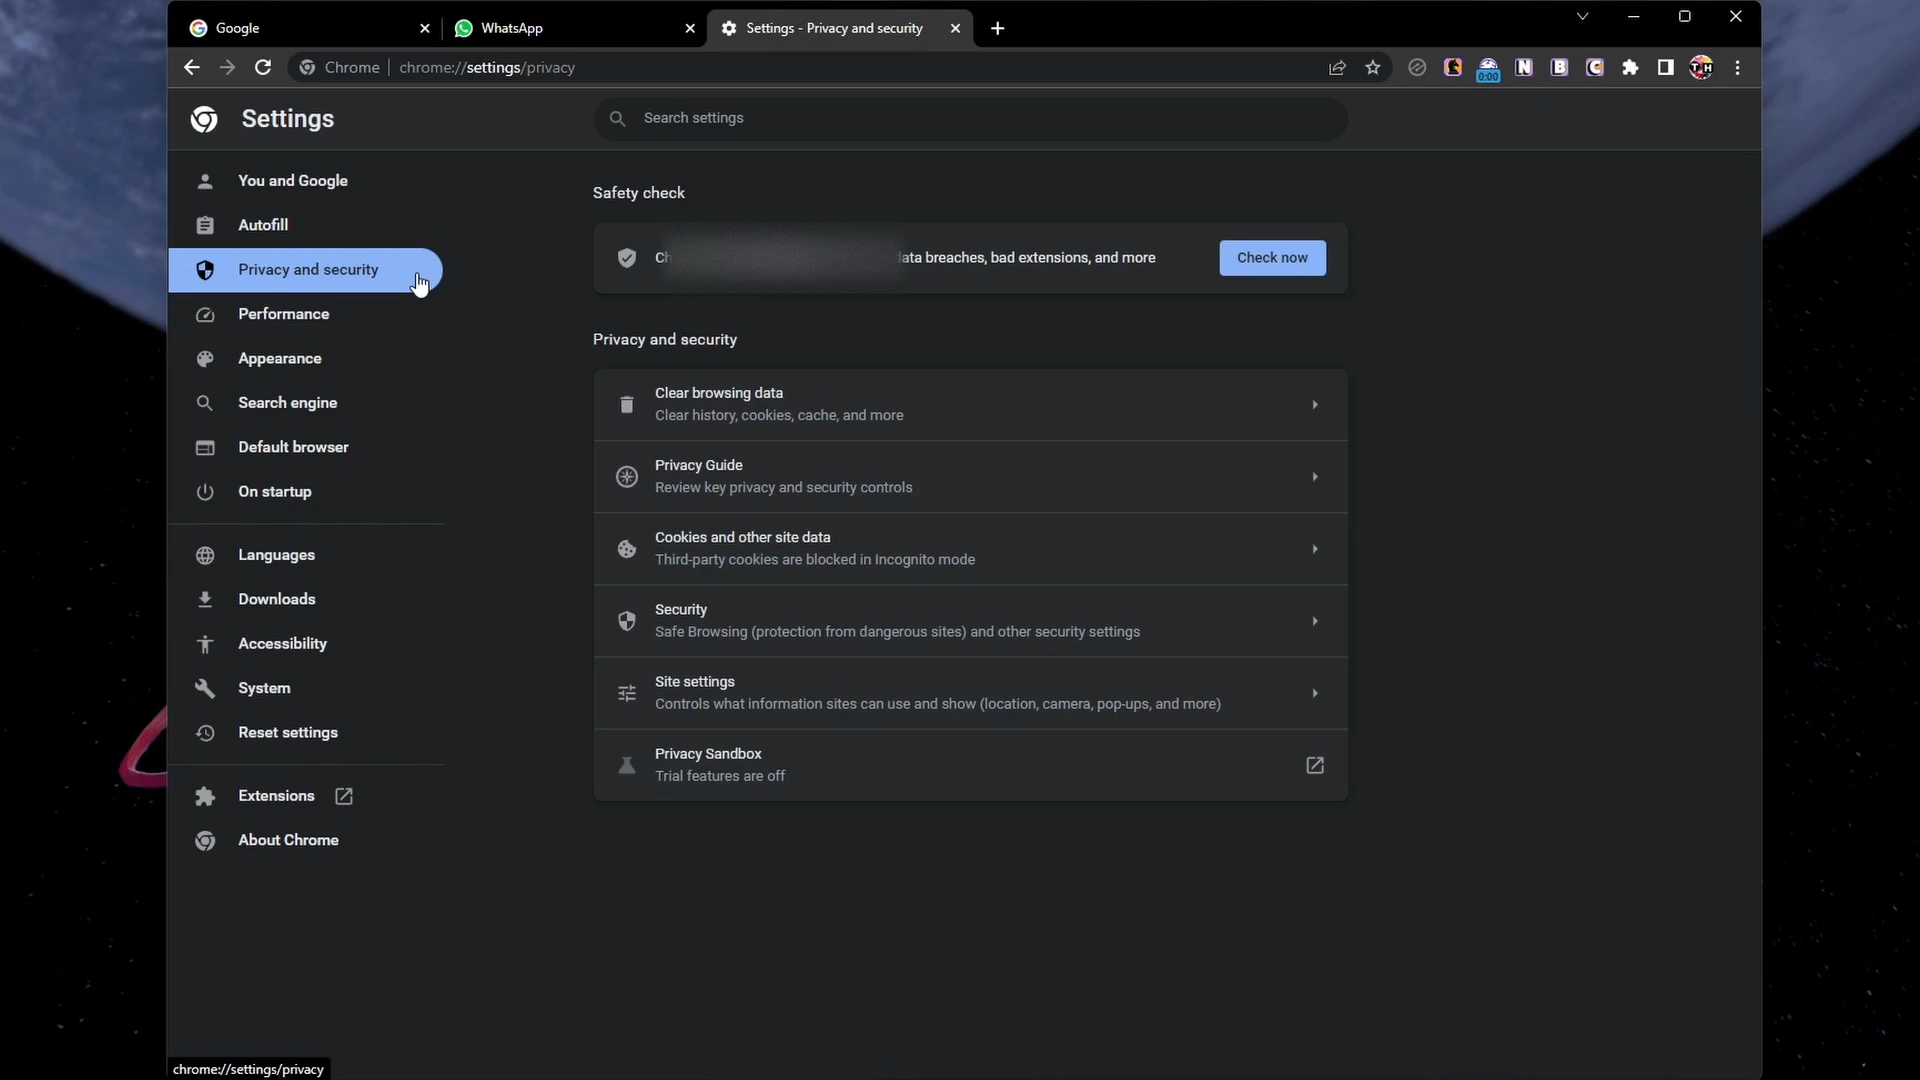 Google
WhatsApp
Settings - Privacy and security
Chrome
chrome://settings/privacy
0:00
N
B
C
TH
Settings
Search settings
You and Google
Autofill
Privacy and security
Performance
Appearance
Search engine
Default browser
On startup
Languages
Downloads
Accessibility
System
Reset settings
Extensions
About Chrome
Safety check
breaches, bad extensions, and more
Check now
Privacy and security
Clear browsing data
Clear history, cookies, cache, and more
Privacy Guide
Review key privacy and security controls
Cookies and other site data
Third-party cookies are blocked in Incognito mode
Security
Safe Browsing (protection from dangerous sites) and other security settings
Site settings
Controls what information sites can use and show (location, camera, pop-ups, and more)
Privacy Sandbox
Trial features are off
chrome://settings/privacy